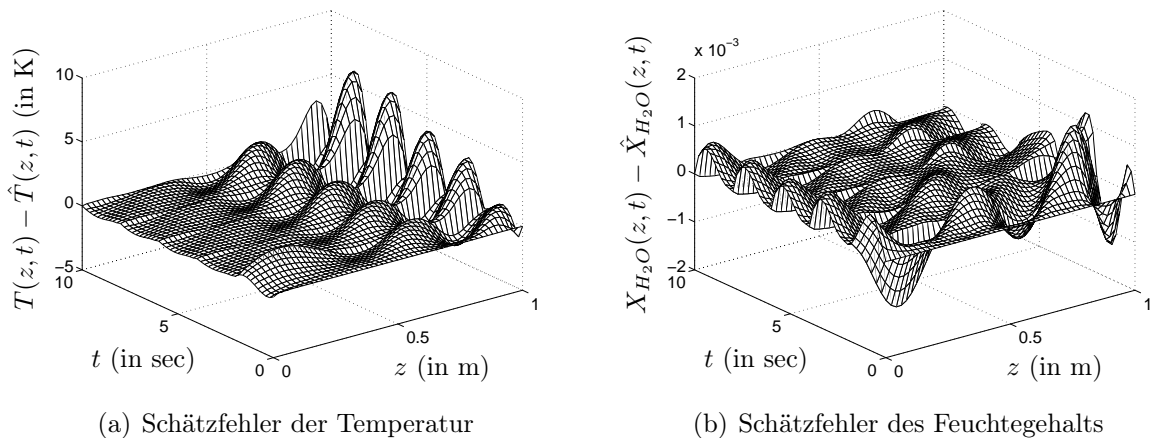 T(z,t) − T̂(z,t) (in K)
10
5
0
−5
10
5
0
t (in sec)
0
0.5
1
z (in m)
(a) Schätzfehler der Temperatur
X_{H_2O}(z,t) − X̂_{H_2O}(z,t)
x 10^{-3}
2
1
0
−1
−2
10
5
0
t (in sec)
0
0.5
1
z (in m)
(b) Schätzfehler des Feuchtegehalts